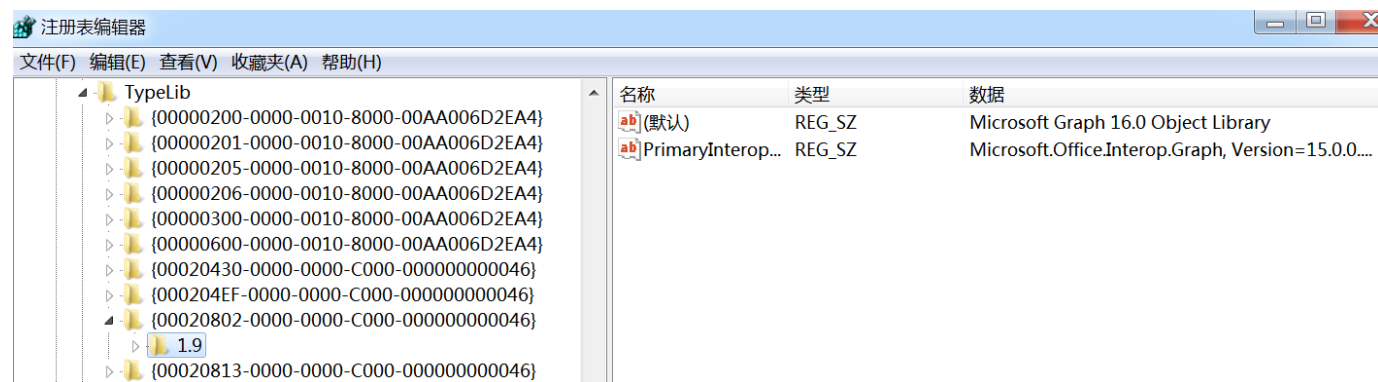 注册表编辑器
文件(F) 编辑(E) 查看(V) 收藏夹(A) 帮助(H)
TypeLib
{00000200-0000-0010-8000-00AA006D2EA4}
{00000201-0000-0010-8000-00AA006D2EA4}
{00000205-0000-0010-8000-00AA006D2EA4}
{00000206-0000-0010-8000-00AA006D2EA4}
{00000300-0000-0010-8000-00AA006D2EA4}
{00000600-0000-0010-8000-00AA006D2EA4}
{00020430-0000-0000-C000-000000000046}
{000204EF-0000-0000-C000-000000000046}
{00020802-0000-0000-C000-000000000046}
1.9
{00020813-0000-0000-C000-000000000046}
名称 类型 数据
ab (默认) REG_SZ Microsoft Graph 16.0 Object Library
ab PrimaryInterop... REG_SZ Microsoft.Office.Interop.Graph, Version=15.0.0....